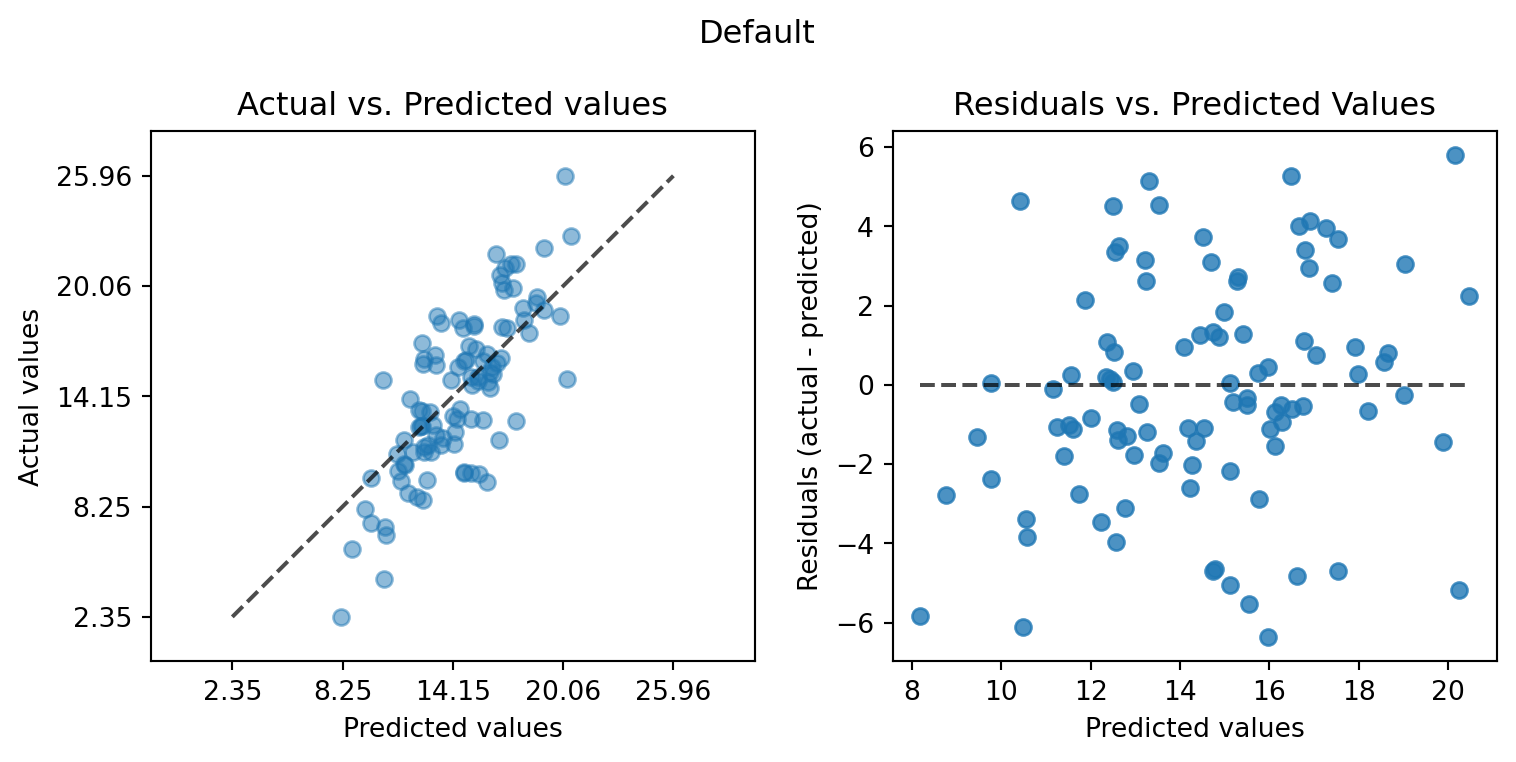 Default
Actual vs. Predicted values
Actual values
25.96
20.06
14.15
8.25
2.35
2.35 8.25 14.15 20.06 25.96
Predicted values
Residuals vs. Predicted Values
Residuals (actual - predicted)
6
4
2
0
−2
−4
−6
8 10 12 14 16 18 20
Predicted values